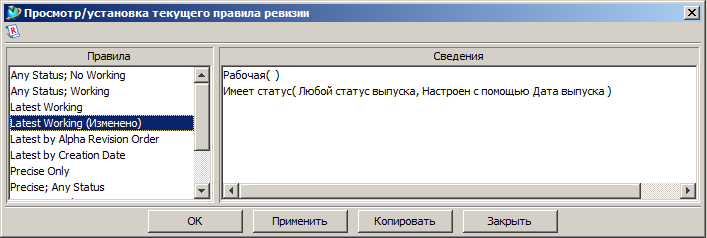 Просмотр/установка текущего правила ревизии
Правила
Сведения
Any Status; No Working
Any Status; Working
Latest Working
Latest Working (Изменено)
Latest by Alpha Revision Order
Latest by Creation Date
Precise Only
Precise; Any Status
Рабочая( )
Имеет статус( Любой статус выпуска, Настроен с помощью Дата выпуска )
ОК
Применить
Копировать
Закрыть